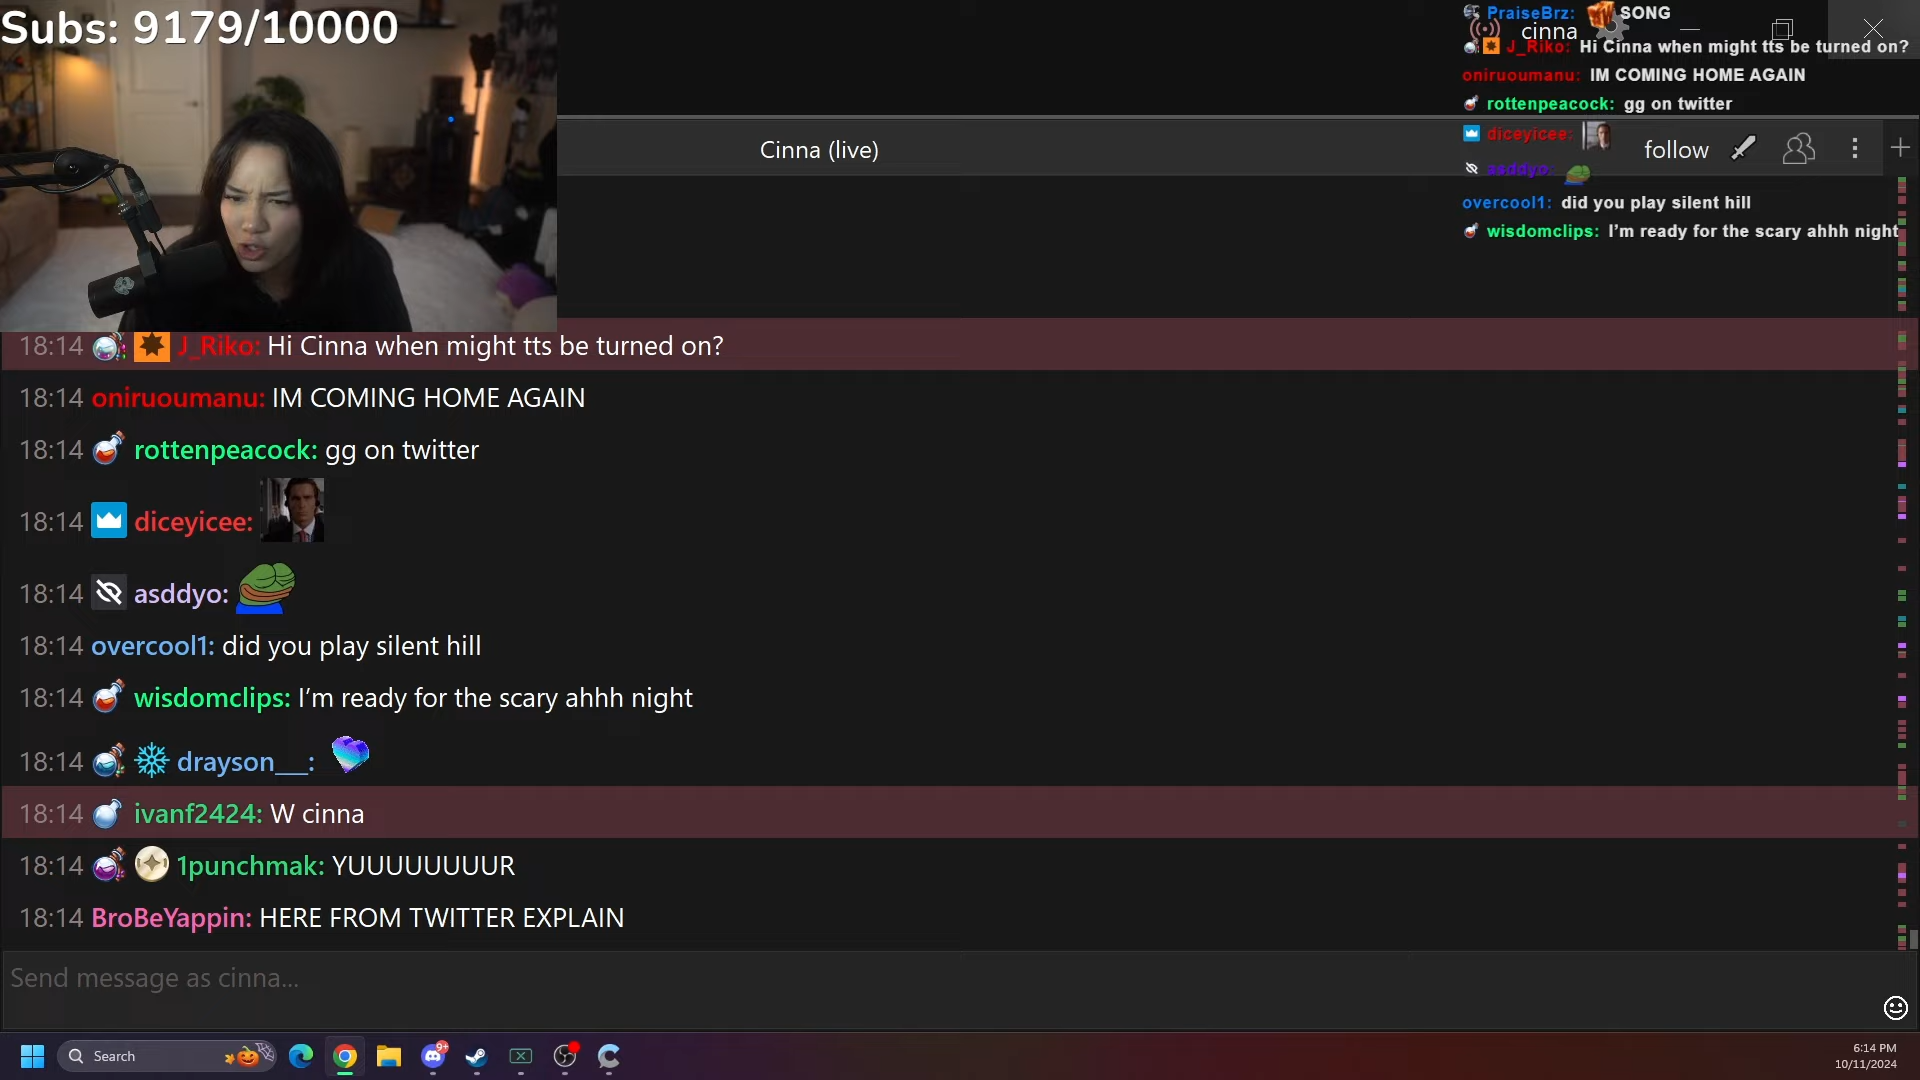 Subs: 9179/10000
PraiseBrz: SONG
cinna
J_Riko: Hi Cinna when might tts be turned on?
oniruoumanu: IM COMING HOME AGAIN
rottenpeacock: gg on twitter
diceyicee:
asddyo:
overcool1: did you play silent hill
wisdomclips: I’m ready for the scary ahhh night
Cinna (live)
follow
18:14 J_Riko: Hi Cinna when might tts be turned on?
18:14 oniruoumanu: IM COMING HOME AGAIN
18:14 rottenpeacock: gg on twitter
18:14 diceyicee:
18:14 asddyo:
18:14 overcool1: did you play silent hill
18:14 wisdomclips: I’m ready for the scary ahhh night
18:14 drayson__:
18:14 ivanf2424: W cinna
18:14 1punchmak: YUUUUUUUUR
18:14 BroBeYappin: HERE FROM TWITTER EXPLAIN
Send message as cinna...
Search
9+
6:14 PM
10/11/2024